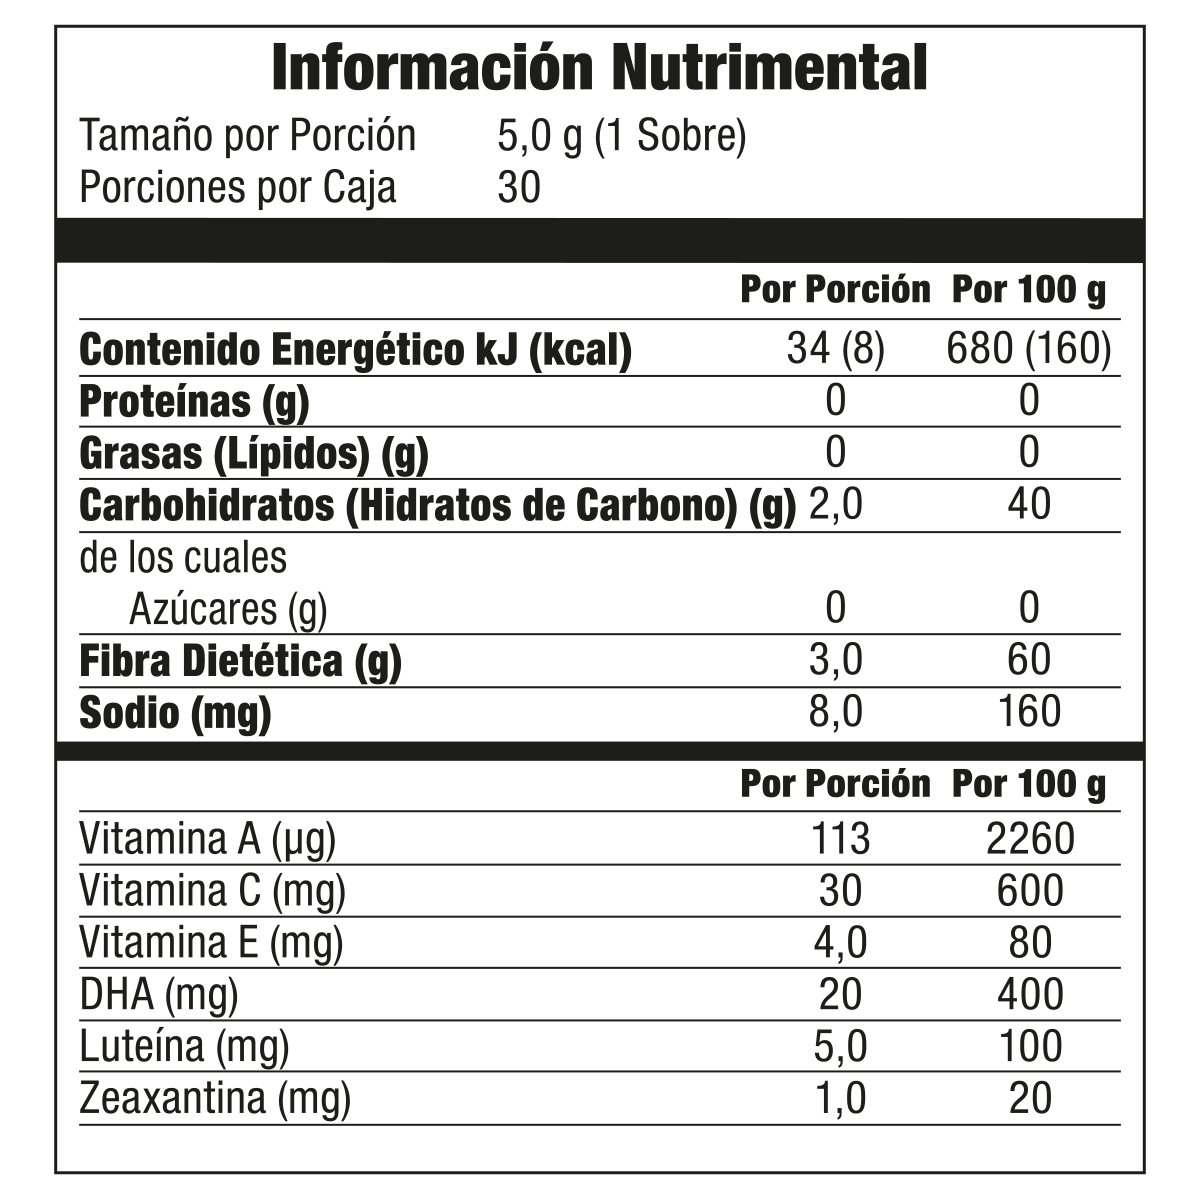 Información Nutrimental
Tamaño por Porción 5,0 g (1 Sobre)
Porciones por Caja 30
Por Porción Por 100 g
Contenido Energético kJ (kcal) 34 (8) 680 (160)
Proteínas (g) 0 0
Grasas (Lípidos) (g) 0 0
Carbohidratos (Hidratos de Carbono) (g) 2,0 40
de los cuales
Azúcares (g) 0 0
Fibra Dietética (g) 3,0 60
Sodio (mg) 8,0 160
Por Porción Por 100 g
Vitamina A (µg) 113 2260
Vitamina C (mg) 30 600
Vitamina E (mg) 4,0 80
DHA (mg) 20 400
Luteína (mg) 5,0 100
Zeaxantina (mg) 1,0 20